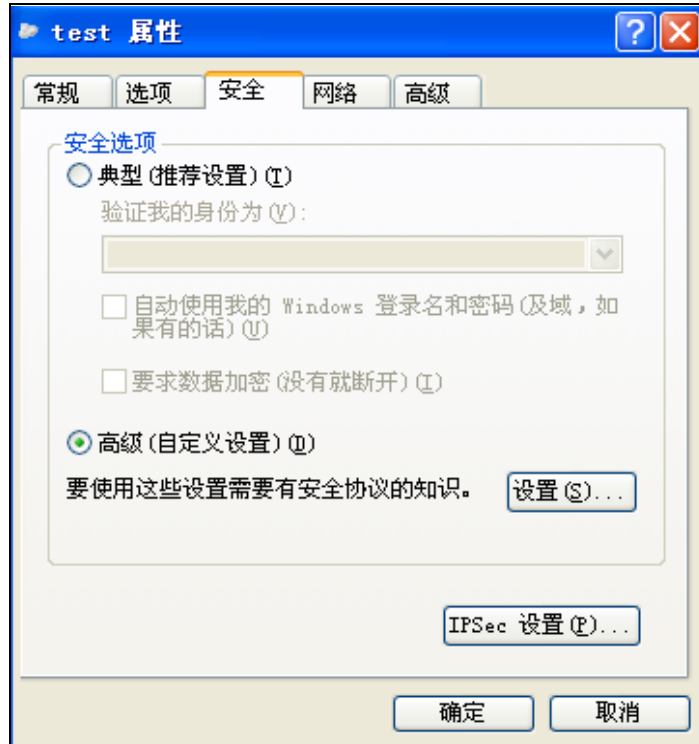 test 属性
常规
选项
安全
网络
高级
安全选项
典型(推荐设置)(T)
验证我的身份为(V):
自动使用我的 Windows 登录名和密码(及域，如
果有的话)(U)
要求数据加密(没有就断开)(I)
高级(自定义设置)(D)
要使用这些设置需要有安全协议的知识。
设置(S)...
IPSec 设置(P)...
确定
取消